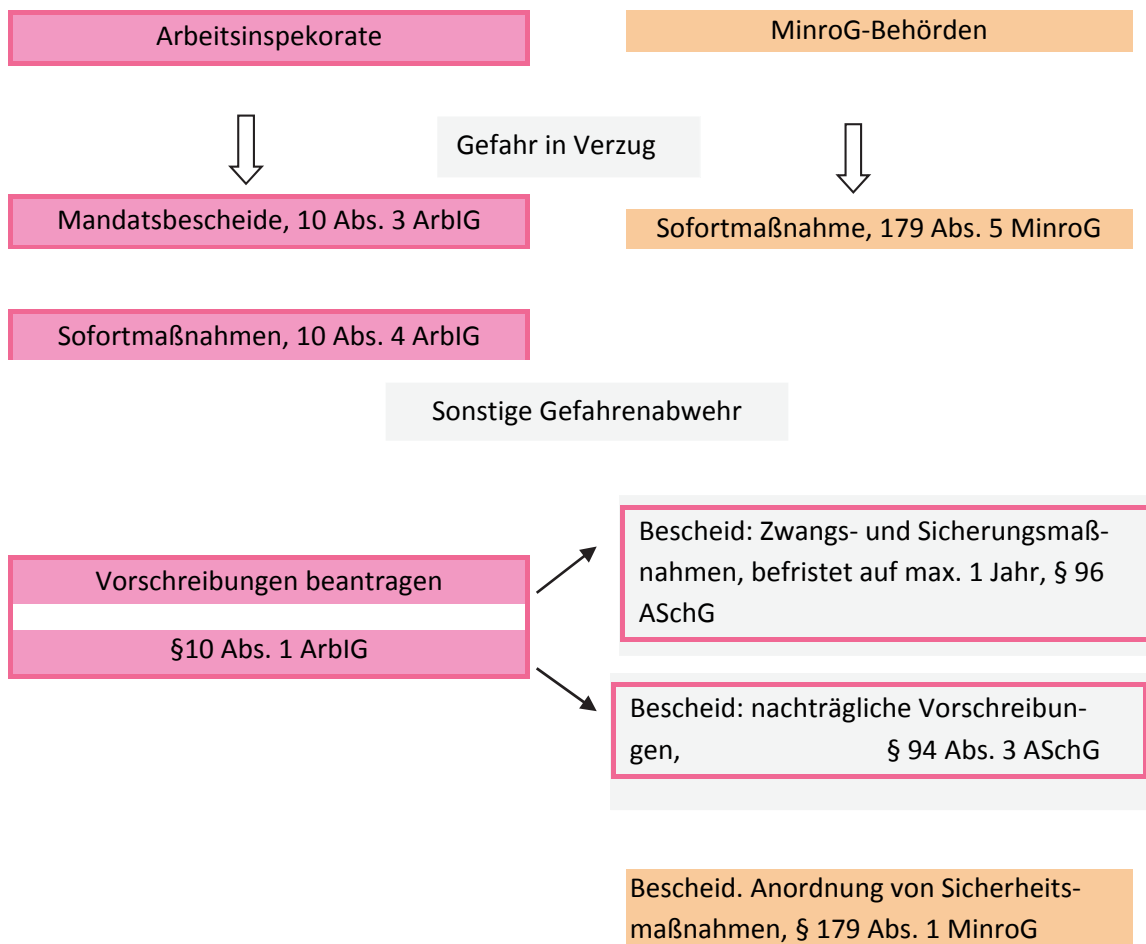 Arbeitsinspekorate
MinroG-Behörden
Gefahr in Verzug
Mandatsbescheide, 10 Abs. 3 ArbIG
Sofortmaßnahme, 179 Abs. 5 MinroG
Sofortmaßnahmen, 10 Abs. 4 ArbIG
Sonstige Gefahrenabwehr
Vorschreibungen beantragen
§10 Abs. 1 ArbIG
Bescheid: Zwangs- und Sicherungsmaß-
nahmen, befristet auf max. 1 Jahr, § 96
ASchG
Bescheid: nachträgliche Vorschreibun-
gen, § 94 Abs. 3 ASchG
Bescheid. Anordnung von Sicherheits-
maßnahmen, § 179 Abs. 1 MinroG